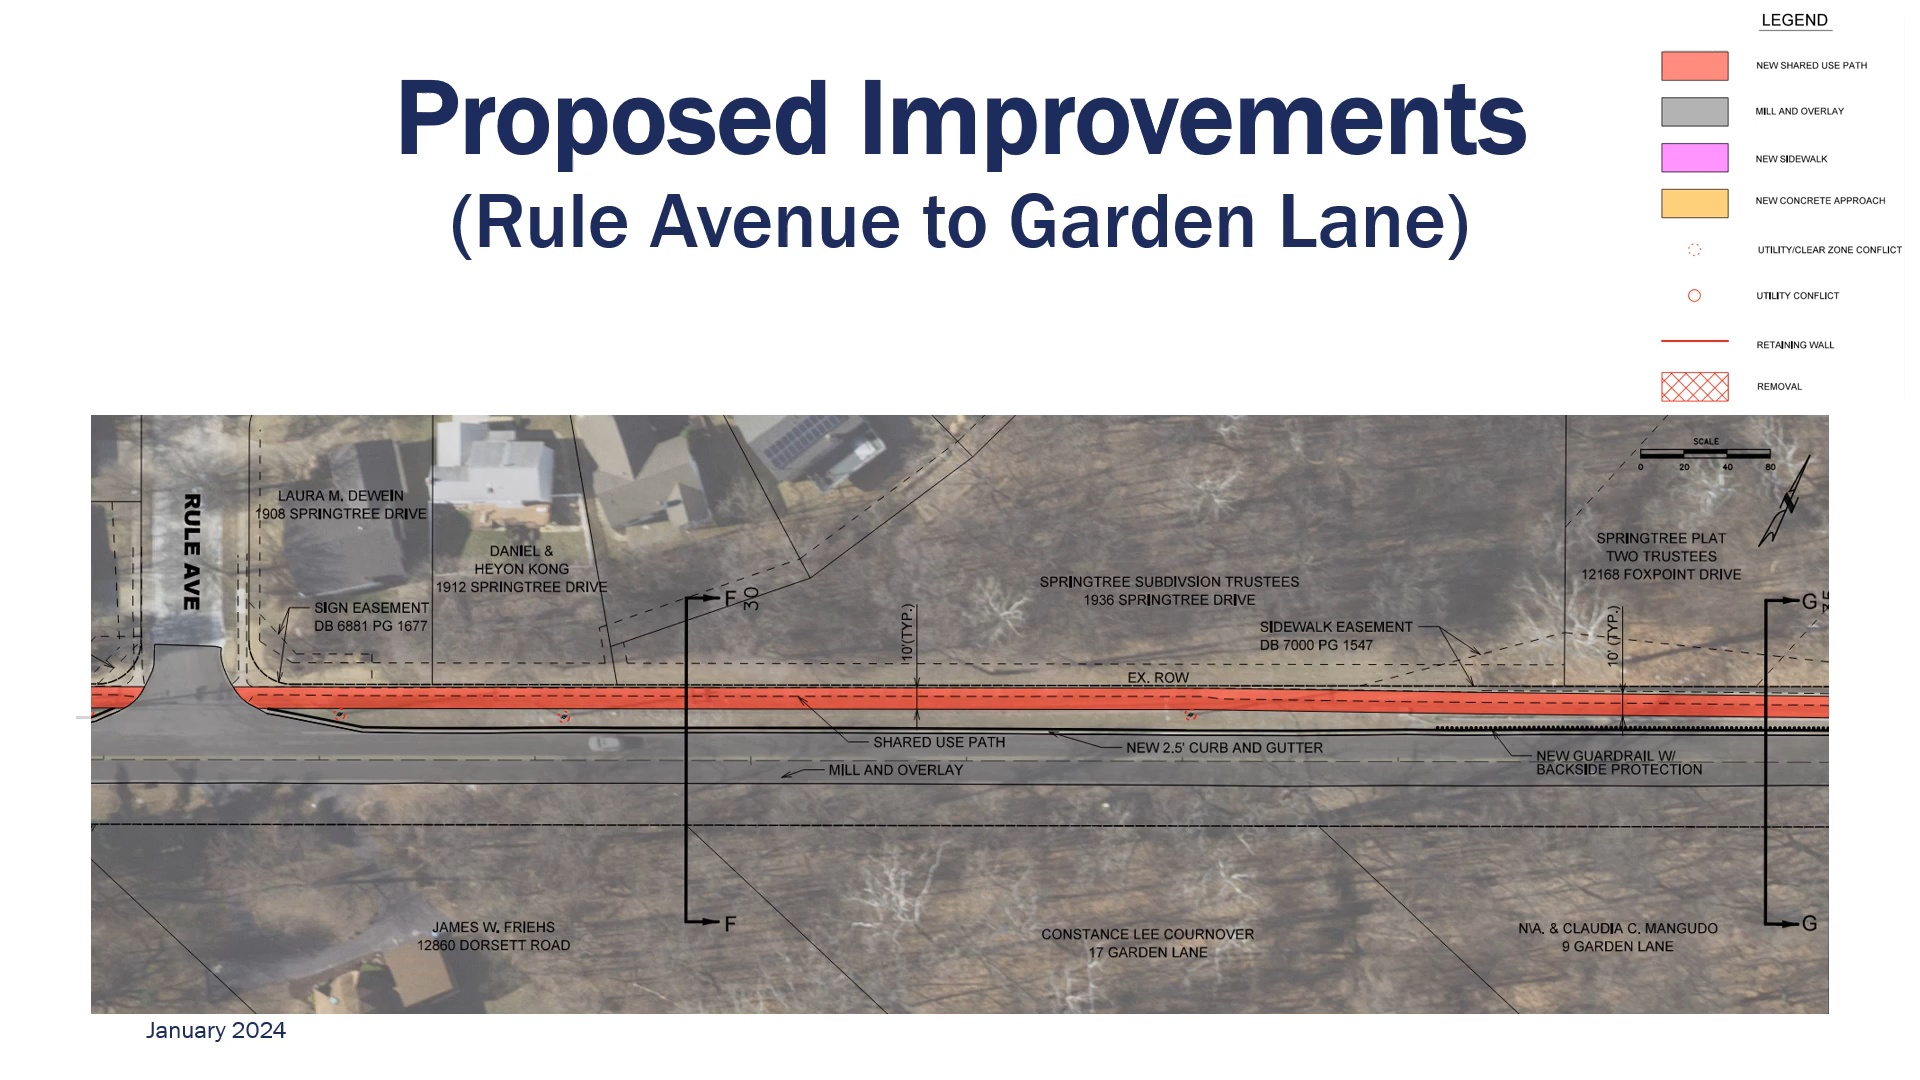 LEGEND
NEW SHARED USE PATH
MILL AND OVERLAY
NEW SIDEWALK
NEW CONCRETE APPROACH
UTILITY/CLEAR ZONE CONFLICT
UTILITY CONFLICT
RETAINING WALL
REMOVAL
Proposed Improvements
(Rule Avenue to Garden Lane)
SCALE
0 20 40 80
N
RULE AVE
LAURA M. DEWEIN
1908 SPRINGTREE DRIVE
DANIEL &
HEYON KONG
1912 SPRINGTREE DRIVE
SIGN EASEMENT
DB 6881 PG 1677
F
30
SPRINGTREE SUBDIVSION TRUSTEES
1936 SPRINGTREE DRIVE
10'(TYP.)
SIDEWALK EASEMENT
DB 7000 PG 1547
SPRINGTREE PLAT
TWO TRUSTEES
12168 FOXPOINT DRIVE
10' (TYP.)
G
EX. ROW
SHARED USE PATH
NEW 2.5' CURB AND GUTTER
MILL AND OVERLAY
NEW GUARDRAIL W/
BACKSIDE PROTECTION
JAMES W. FRIEHS
12860 DORSETT ROAD
F
CONSTANCE LEE COURNOVER
17 GARDEN LANE
N\A. & CLAUDIA C. MANGUDO
9 GARDEN LANE
G
January 2024